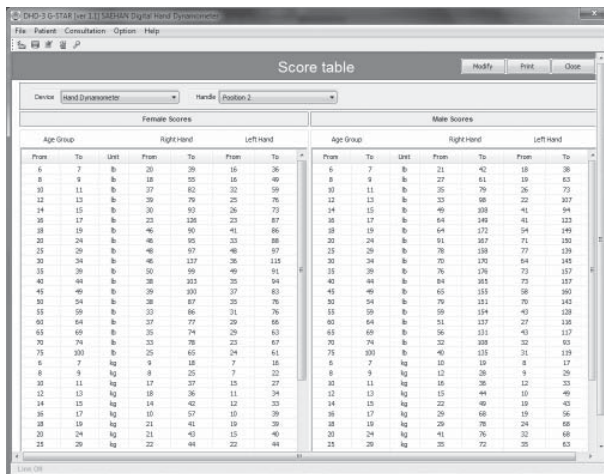 DHD-3 G-STAR [ver 1.1] SAEHAN Digital Hand Dynamometer
File Patient Consultation Option Help
Score table Modify Print Close
Device Hand Dynamometer Handle Position 2
Female Scores Male Scores
Age Group Right Hand Left Hand Age Group Right Hand Left Hand
From To Unit From To From To From To Unit From To From To
6 7 lb 20 39 16 36 6 7 lb 21 42 18 38
8 9 lb 18 55 16 49 8 9 lb 27 61 19 63
10 11 lb 37 82 32 59 10 11 lb 35 79 26 73
12 13 lb 39 79 25 76 12 13 lb 33 98 22 107
14 15 lb 30 93 26 73 14 15 lb 49 108 41 94
16 17 lb 23 126 23 87 16 17 lb 64 149 41 123
18 19 lb 46 90 41 86 18 19 lb 64 172 54 149
20 24 lb 46 95 33 88 20 24 lb 91 167 71 150
25 29 lb 48 97 48 97 25 29 lb 78 158 77 139
30 34 lb 46 137 36 115 30 34 lb 70 170 64 145
35 39 lb 50 99 49 91 35 39 lb 76 176 73 157
40 44 lb 38 103 35 94 40 44 lb 84 165 73 157
45 49 lb 39 100 37 83 45 49 lb 65 155 58 160
50 54 lb 38 87 35 76 50 54 lb 79 151 70 143
55 59 lb 33 86 31 76 55 59 lb 59 154 43 128
60 64 lb 37 77 29 66 60 64 lb 51 137 27 116
65 69 lb 35 74 29 63 65 69 lb 56 131 43 117
70 74 lb 33 78 23 67 70 74 lb 32 108 32 93
75 100 lb 25 65 24 61 75 100 lb 40 135 31 119
6 7 kg 9 18 7 16 6 7 kg 10 19 8 17
8 9 kg 8 25 7 22 8 9 kg 12 28 9 29
10 11 kg 17 37 15 27 10 11 kg 16 36 12 33
12 13 kg 18 36 11 34 12 13 kg 15 44 10 49
14 15 kg 14 42 12 33 14 15 kg 22 49 19 43
16 17 kg 10 57 10 39 16 17 kg 29 68 19 56
18 19 kg 21 41 19 39 18 19 kg 29 78 24 68
20 24 kg 21 43 15 40 20 24 kg 41 76 32 68
25 29 kg 22 44 22 44 25 29 kg 35 72 35 63
Link Off